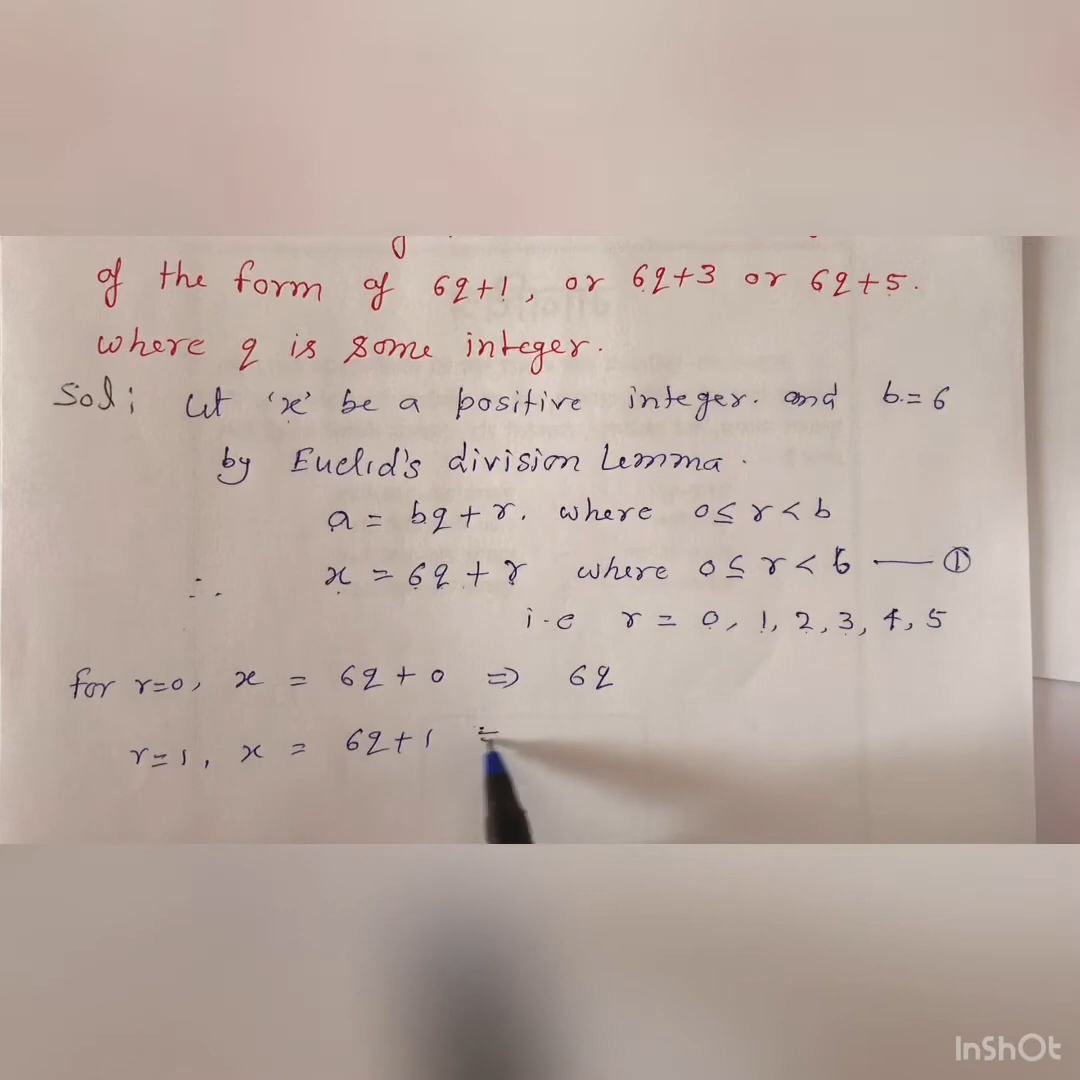 of the form of 6q+1, or 6q+3 or 6q+5.
where q is some integer.
Sol; Let 'x' be a positive integer. and b=6
by Euclid's division Lemma.
a = bq + r. where 0≤ r < b
∴ x = 6q + r where 0≤ r < 6 —— ①
i.e r = 0, 1, 2, 3, 4, 5
for r=0, x = 6q + 0 ⇒ 6q
r=1, x = 6q+1 =
InShOt